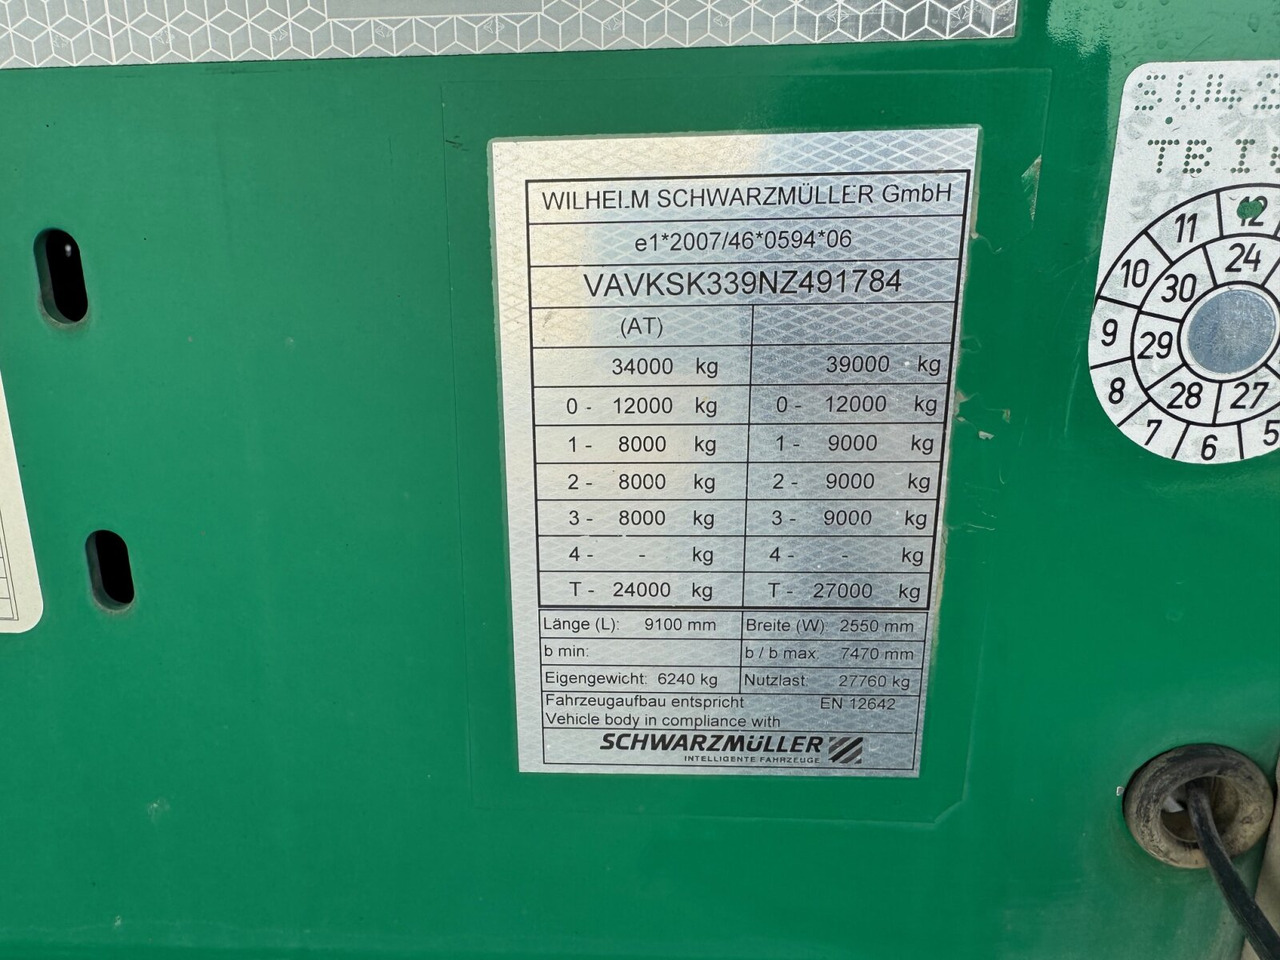 WILHELM SCHWARZMÜLLER GmbH
e1*2007/46*0594*06
VAVKSK339NZ491784
(AT)
34000 kg 39000 kg
0 - 12000 kg 0 - 12000 kg
1 - 8000 kg 1 - 9000 kg
2 - 8000 kg 2 - 9000 kg
3 - 8000 kg 3 - 9000 kg
4 - - kg 4 - - kg
T - 24000 kg T - 27000 kg
Länge (L): 9100 mm Breite (W): 2550 mm
b min: b / b max: 7470 mm
Eigengewicht: 6240 kg Nutzlast: 27760 kg
Fahrzeugaufbau entspricht EN 12642
Vehicle body in compliance with
SCHWARZMÜLLER
INTELLIGENTE FAHRZEUGE
12
11
10
9
8
7
6
5
24
30
29
28
27